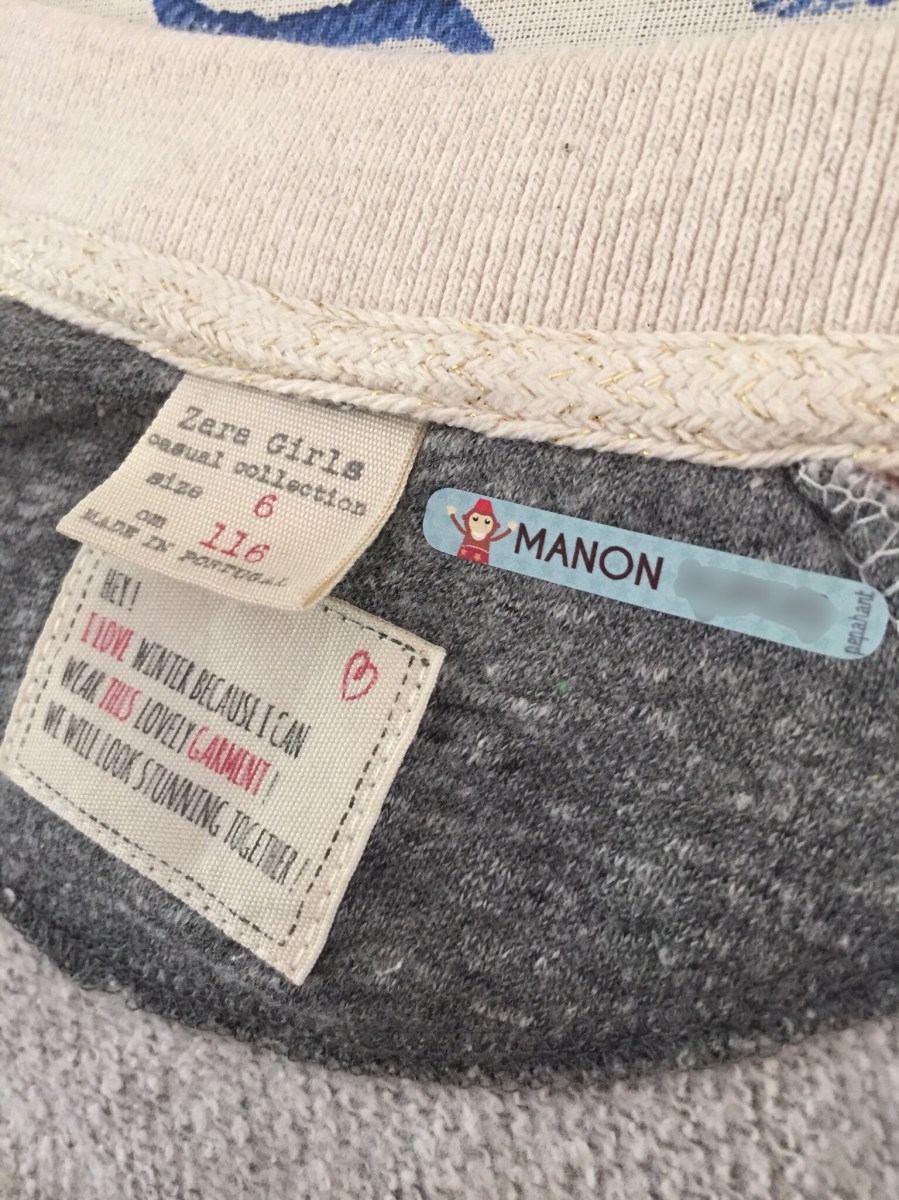 Zara Girls
casual collection
size 6
cm 116
MADE IN PORTUGAL
HEY!
I LOVE WINTER BECAUSE I CAN
WEAR THIS LOVELY GARMENT!
WE WILL LOOK STUNNING TOGETHER!
MANON
pepahart